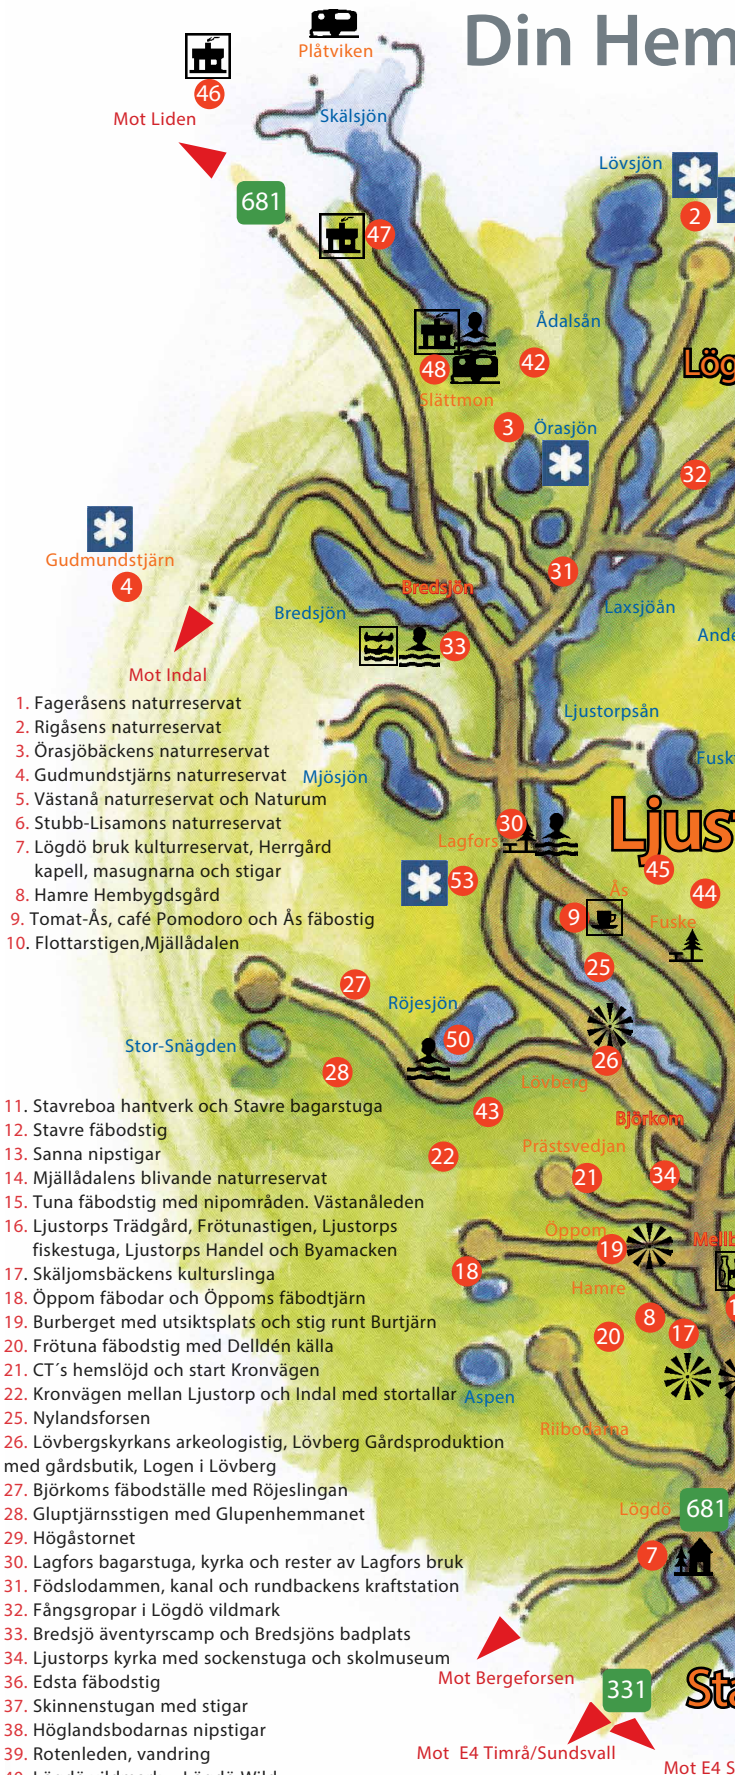 Din Hem
Plåtviken
46
Mot Liden
Skälsjön
Lövsjön
681
2
47
Ådalsån
48
42
Slättmon
Lög
3
Örasjön
32
Gudmundstjärn
4
31
Bredsjön
Bredsjön
Laxsjöån
Ande
33
Mot Indal
Ljustorpsån
1. Fageråsens naturreservat
2. Rigåsens naturreservat
3. Örasjöbäckens naturreservat
4. Gudmundstjärns naturreservat
5. Västanå naturreservat och Naturum
6. Stubb-Lisamons naturreservat
7. Lögdö bruk kulturreservat, Herrgård
kapell, masugnarna och stigar
8. Hamre Hembygdsgård
9. Tomat-Ås, café Pomodoro och Ås fäbostig
10. Flottarstigen,Mjällådalen
Mjösjön
Fusk
Ljus
30
Lagfors
45
53
Ås
44
9
Fuske
25
27
Röjesjön
Stor-Snägden
50
26
28
Lövberg
43
Björkom
Prästsvedjan
22
21
34
Öppom
19
18
Hamre
8
17
20
Aspen
Riibodarna
11. Stavreboa hantverk och Stavre bagarstuga
12. Stavre fäbodstig
13. Sanna nipstigar
14. Mjällådalens blivande naturreservat
15. Tuna fäbodstig med nipområden. Västanåleden
16. Ljustorps Trädgård, Frötunastigen, Ljustorps
fiskestuga, Ljustorps Handel och Byamacken
17. Skäljomsbäckens kulturslinga
18. Öppom fäbodar och Öppoms fäbodtjärn
19. Burberget med utsiktsplats och stig runt Burtjärn
20. Frötuna fäbodstig med Delldén källa
21. CT´s hemslöjd och start Kronvägen
22. Kronvägen mellan Ljustorp och Indal med stortallar
25. Nylandsforsen
26. Lövbergskyrkans arkeologistig, Lövberg Gårdsproduktion
med gårdsbutik, Logen i Lövberg
27. Björkoms fäbodställe med Röjeslingan
28. Gluptjärnsstigen med Glupenhemmanet
29. Högåstornet
30. Lagfors bagarstuga, kyrka och rester av Lagfors bruk
31. Födslodammen, kanal och rundbackens kraftstation
32. Fångsgropar i Lögdö vildmark
33. Bredsjö äventyrscamp och Bredsjöns badplats
34. Ljustorps kyrka med sockenstuga och skolmuseum
36. Edsta fäbodstig
37. Skinnenstugan med stigar
38. Höglandsbodarnas nipstigar
39. Rotenleden, vandring
Lögdö
681
7
Mot Bergeforsen
331
Sta
Mot E4 Timrå/Sundsvall
Mot E4 S